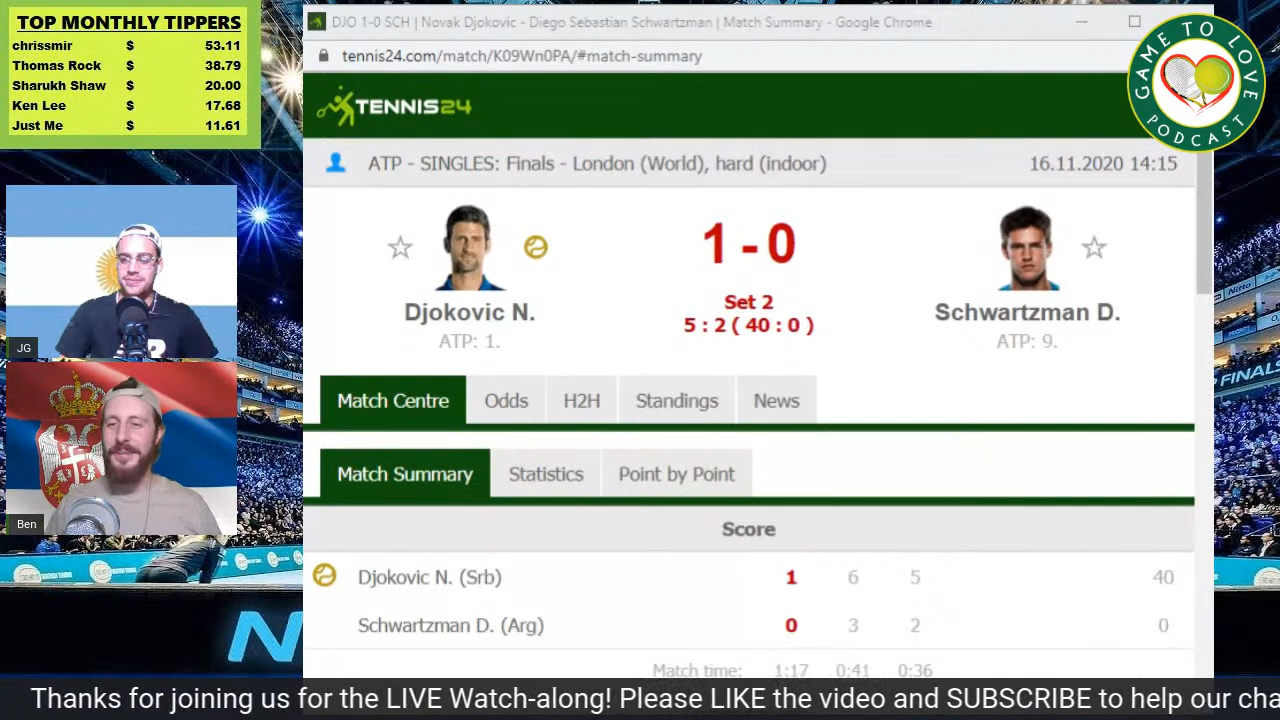 TOP MONTHLY TIPPERS
chrissmir $ 53.11
Thomas Rock $ 38.79
Sharukh Shaw $ 20.00
Ken Lee $ 17.68
Just Me $ 11.61
DJO 1-0 SCH | Novak Djokovic - Diego Sebastian Schwartzman | Match Summary - Google Chrome
tennis24.com/match/K09Wn0PA/#match-summary
GAME TO LOVE
PODCAST
TENNIS24
ATP - SINGLES: Finals - London (World), hard (indoor) 16.11.2020 14:15
1 - 0
Set 2
5 : 2 ( 40 : 0 )
Djokovic N. Schwartzman D.
ATP: 1. ATP: 9.
JG
Ben
Match Centre Odds H2H Standings News
Match Summary Statistics Point by Point
Score
Djokovic N. (Srb) 1 6 5 40
Schwartzman D. (Arg) 0 3 2 0
Match time: 1:17 0:41 0:36
Nitto
FINALS
Thanks for joining us for the LIVE Watch-along! Please LIKE the video and SUBSCRIBE to help our cha